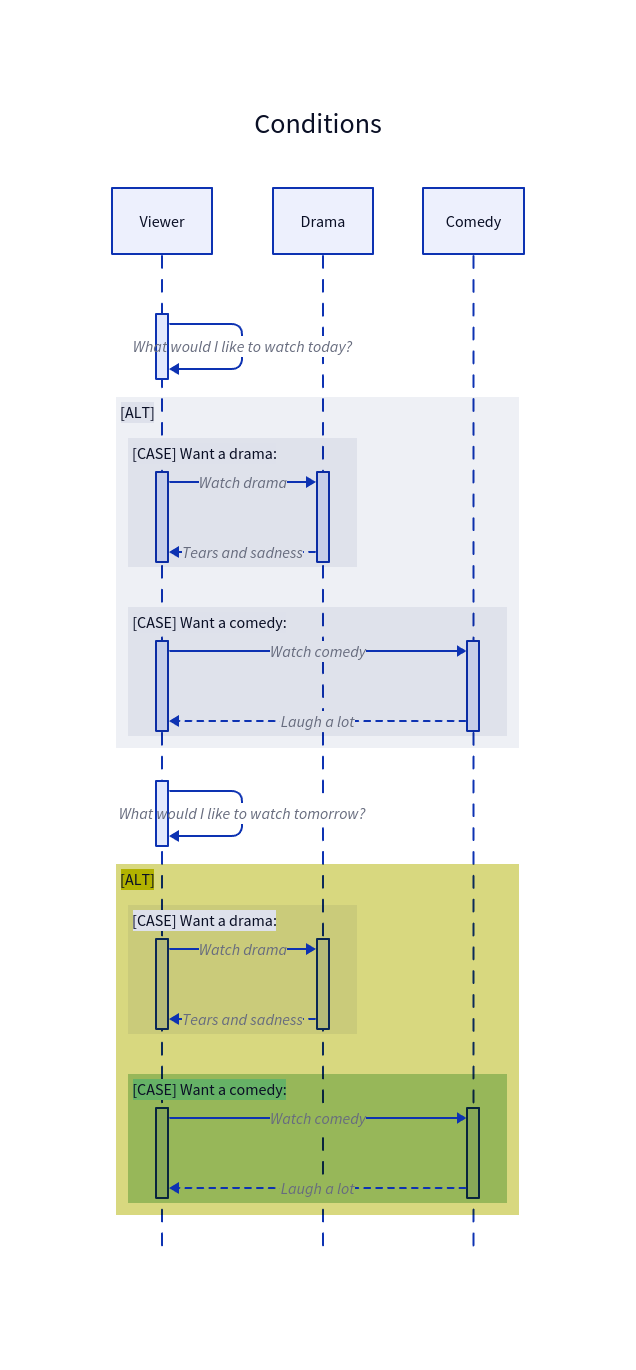 Conditions
Viewer
Drama
Comedy
What would I like to watch today?
[ALT]
[CASE] Want a drama:
Watch drama
Tears and sadness
[CASE] Want a comedy:
Watch comedy
Laugh a lot
What would I like to watch tomorrow?
[ALT]
[CASE] Want a drama:
Watch drama
Tears and sadness
[CASE] Want a comedy:
Watch comedy
Laugh a lot